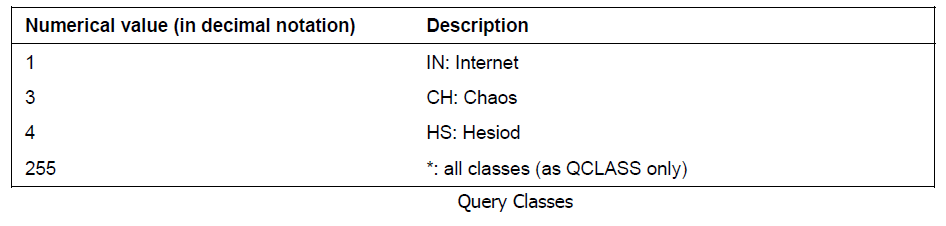 Numerical value (in decimal notation) Description
1 IN: Internet
3 CH: Chaos
4 HS: Hesiod
255 *: all classes (as QCLASS only)
Query Classes